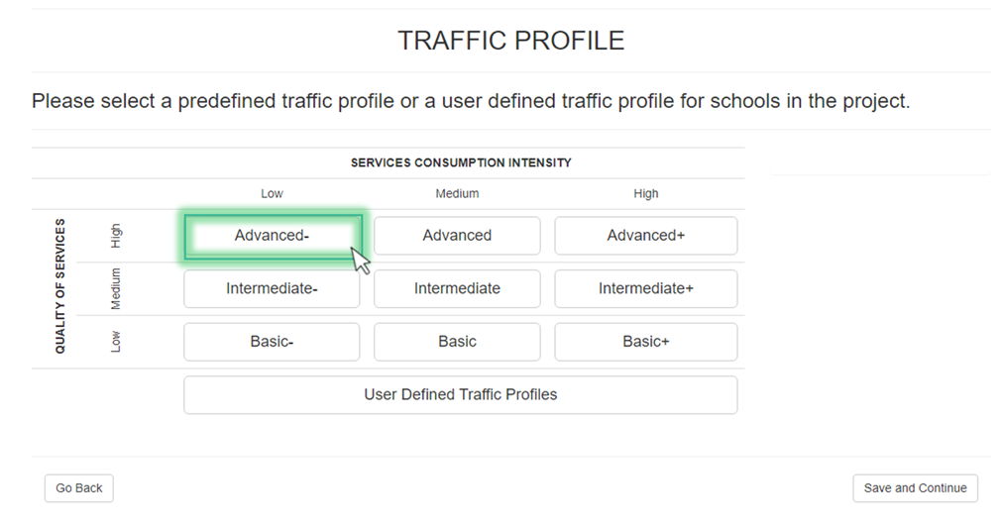 TRAFFIC PROFILE
Please select a predefined traffic profile or a user defined traffic profile for schools in the project.
SERVICES CONSUMPTION INTENSITY
Low Medium High
QUALITY OF SERVICES
High
Advanced- Advanced Advanced+
Medium
Intermediate- Intermediate Intermediate+
Low
Basic- Basic Basic+
User Defined Traffic Profiles
Go Back Save and Continue